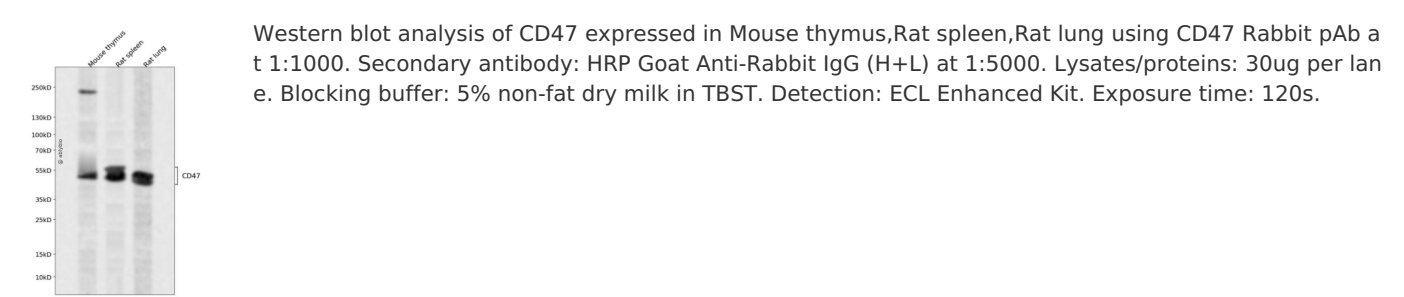 Mouse thymus
Rat spleen
Rat lung
Western blot analysis of CD47 expressed in Mouse thymus,Rat spleen,Rat lung using CD47 Rabbit pAb a
t 1:1000. Secondary antibody: HRP Goat Anti-Rabbit IgG (H+L) at 1:5000. Lysates/proteins: 30ug per lan
e. Blocking buffer: 5% non-fat dry milk in TBST. Detection: ECL Enhanced Kit. Exposure time: 120s.
250kD
130kD
100kD
70kD
55kD
35kD
25kD
15kD
10kD
© ablybio
CD47